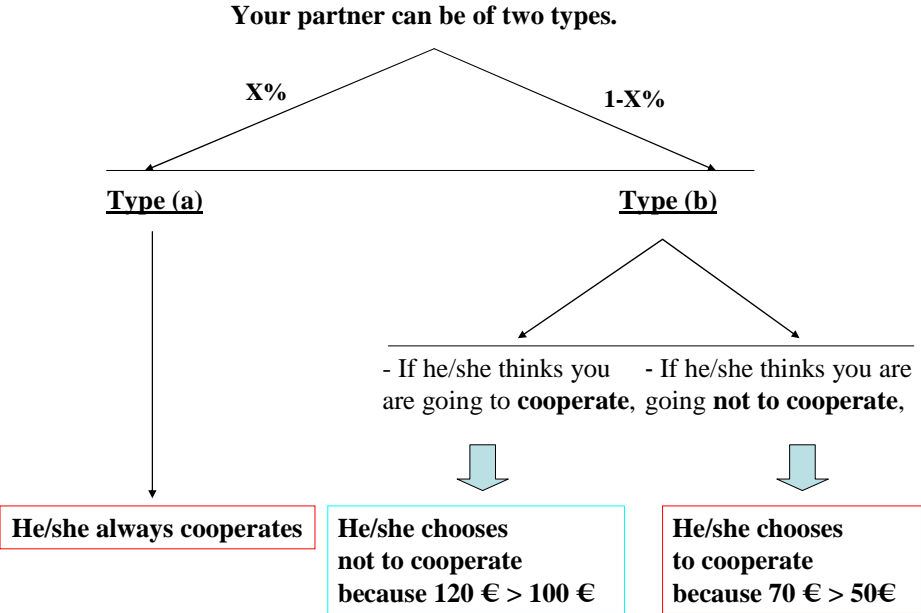 Your partner can be of two types.
X%
1-X%
Type (a)
Type (b)
- If he/she thinks you
are going to cooperate,
- If he/she thinks you are
going not to cooperate,
He/she always cooperates
He/she chooses
not to cooperate
because 120 € > 100 €
He/she chooses
to cooperate
because 70 € > 50€